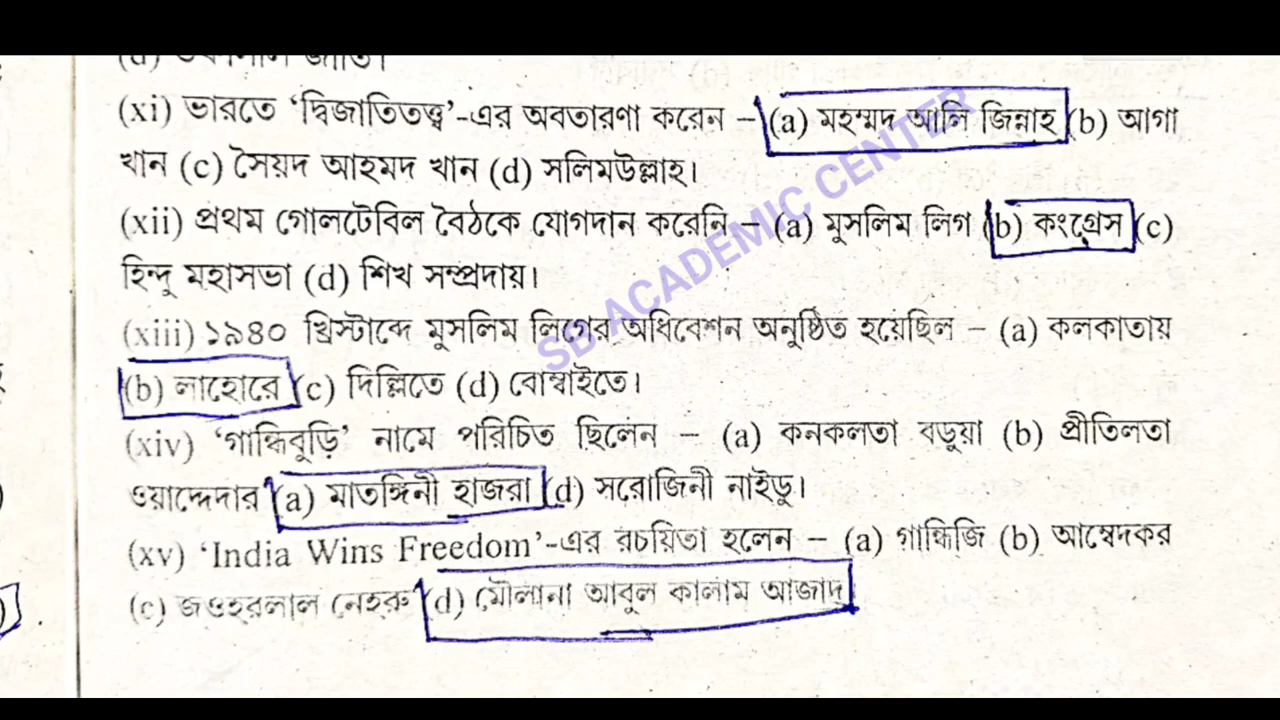 (xi) ভারতে ‘দ্বিজাতিতত্ত্ব’-এর অবতারণা করেন – (a) মহম্মদ আলি জিন্নাহ (b) আগা
খান (c) সৈয়দ আহমদ খান (d) সলিমউল্লাহ।
(xii) প্রথম গোলটেবিল বৈঠকে যোগদান করেনি – (a) মুসলিম লিগ (b) কংগ্রেস (c)
হিন্দু মহাসভা (d) শিখ সম্প্রদায়।
(xiii) ১৯৪০ খ্রিস্টাব্দে মুসলিম লিগের অধিবেশন অনুষ্ঠিত হয়েছিল – (a) কলকাতায়
(b) লাহোরে (c) দিল্লিতে (d) বোম্বাইতে।
(xiv) ‘গান্ধিবুড়ি’ নামে পরিচিত ছিলেন – (a) কনকলতা বড়ুয়া (b) প্রীতিলতা
ওয়াদ্দেদার (a) মাতঙ্গিনী হাজরা (d) সরোজিনী নাইডু।
(xv) ‘India Wins Freedom’-এর রচয়িতা হলেন – (a) গান্ধিজি (b) আম্বেদকর
(c) জওহরলাল নেহরু (d) মৌলানা আবুল কালাম আজাদ
SB ACADEMIC CENTER